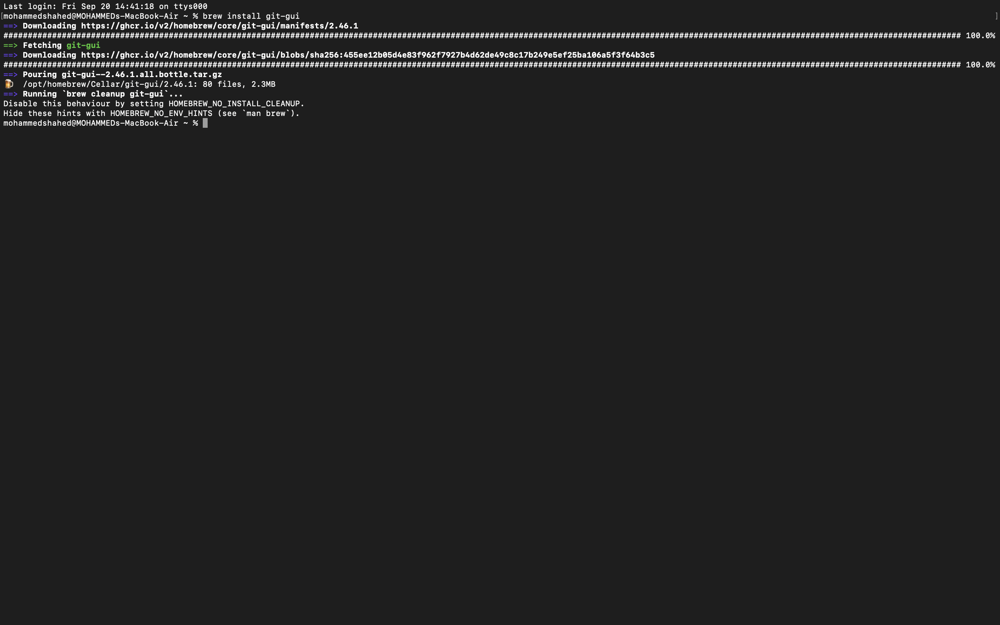 Last login: Fri Sep 20 14:41:18 on ttys000
[mohammedshahed@MOHAMMEDs-MacBook-Air ~ % brew install git-gui ]
==> Downloading https://ghcr.io/v2/homebrew/core/git-gui/manifests/2.46.1
##################################################################################################################################################################################################### 100.0%
==> Fetching git-gui
==> Downloading https://ghcr.io/v2/homebrew/core/git-gui/blobs/sha256:455ee12b05d4e83f962f7927b4d62de49c8c17b249e5ef25ba106a5f3f64b3c5
##################################################################################################################################################################################################### 100.0%
==> Pouring git-gui--2.46.1.all.bottle.tar.gz
🍺 /opt/homebrew/Cellar/git-gui/2.46.1: 80 files, 2.3MB
==> Running `brew cleanup git-gui`...
Disable this behaviour by setting HOMEBREW_NO_INSTALL_CLEANUP.
Hide these hints with HOMEBREW_NO_ENV_HINTS (see `man brew`).
mohammedshahed@MOHAMMEDs-MacBook-Air ~ %